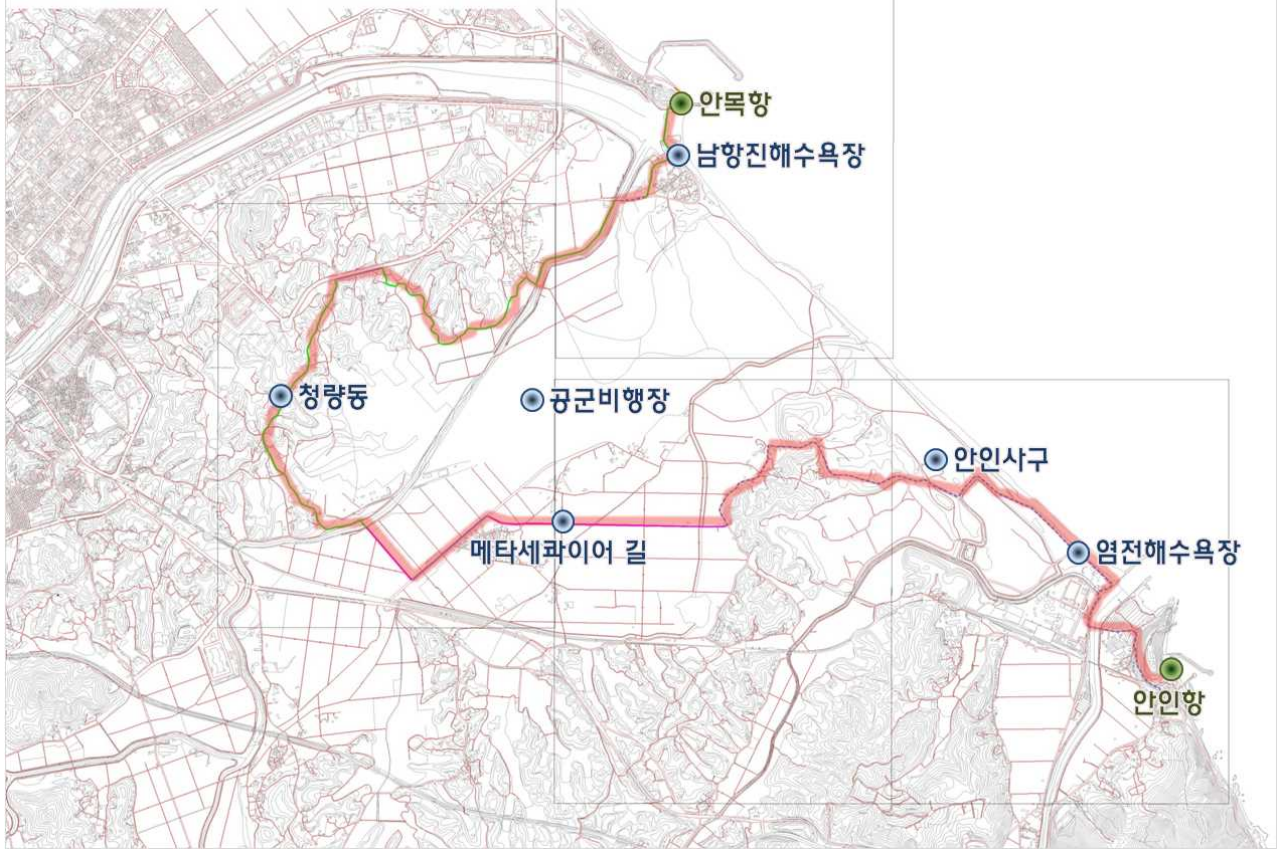 안목항
남항진해수욕장
청량동
공군비행장
안인사구
메타세콰이어 길
염전해수욕장
안인항